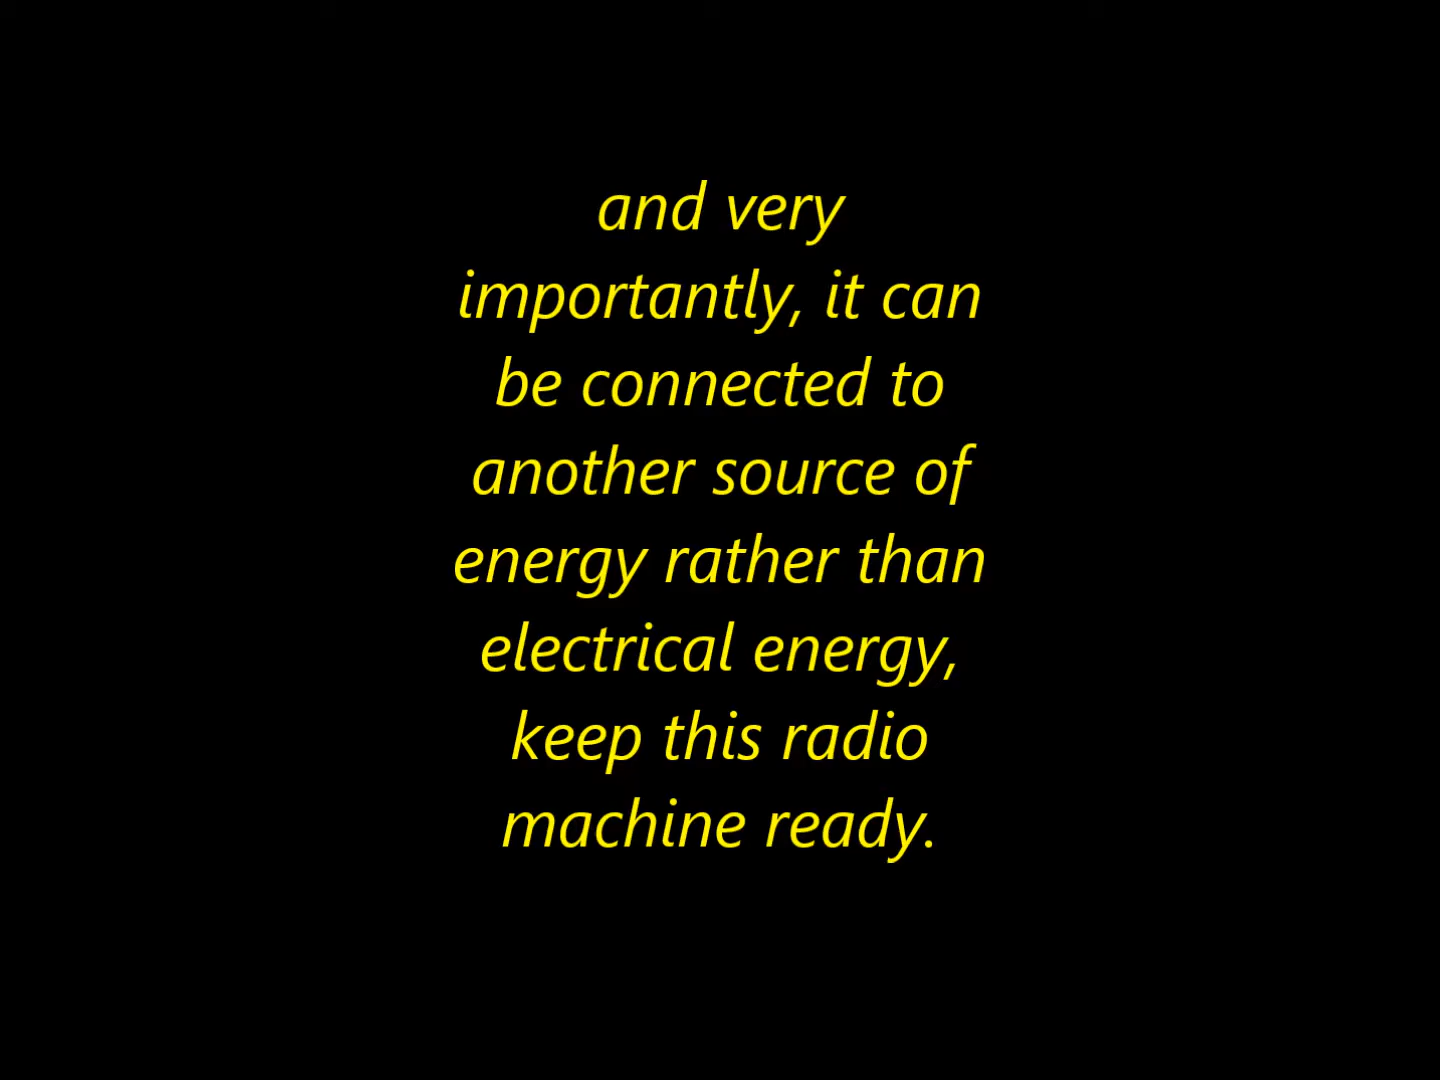 and very
importantly, it can
be connected to
another source of
energy rather than
electrical energy,
keep this radio
machine ready.